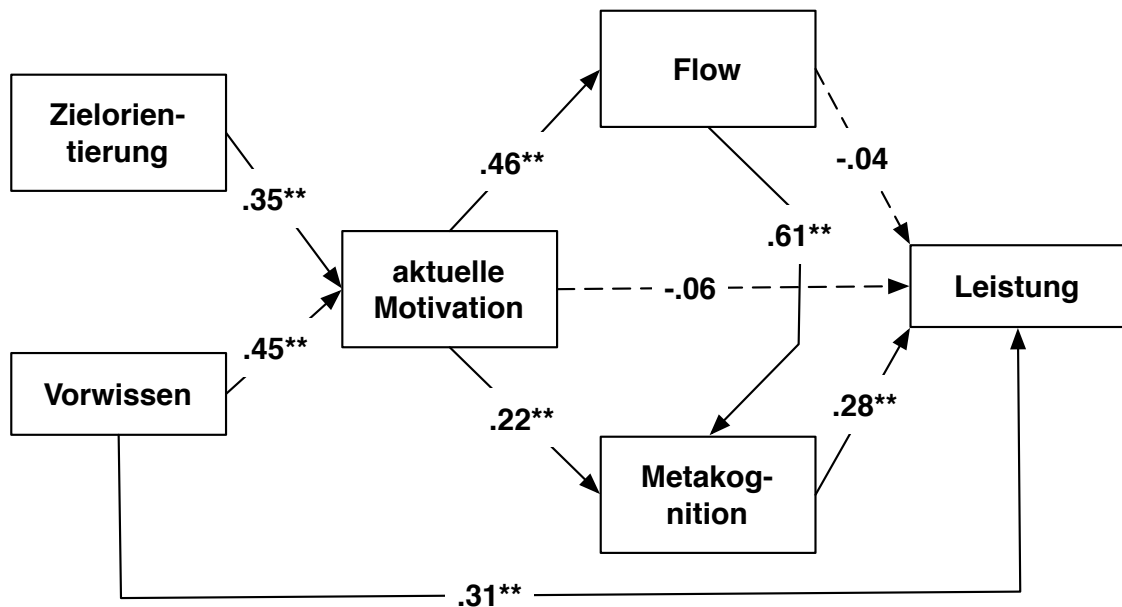 Flow
Zielorien-
tierung
-.04
.46**
.35**
.61**
aktuelle
Motivation
-.06
Leistung
.45**
Vorwissen
.22**
.28**
Metakog-
nition
.31**